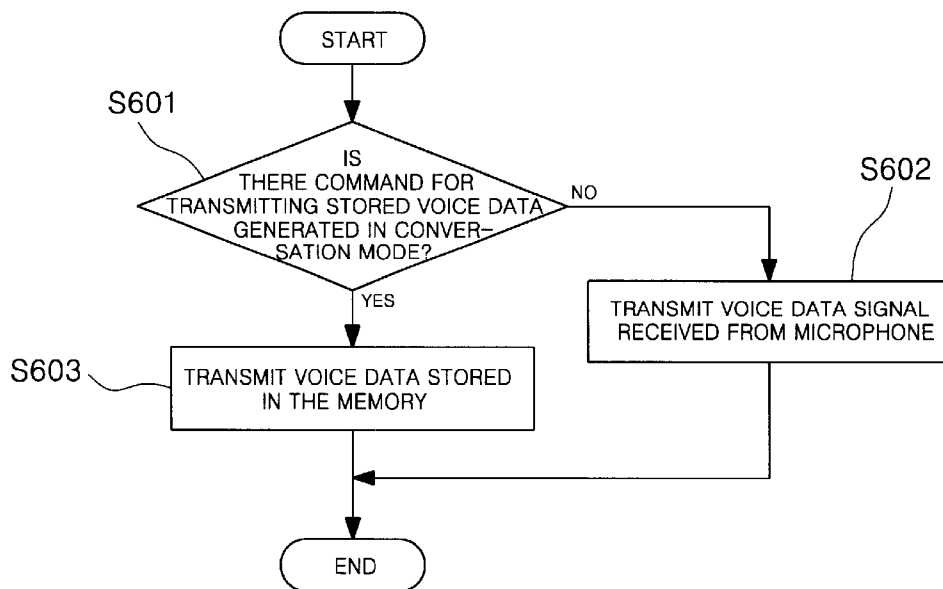 START
S601
IS
THERE COMMAND FOR
TRANSMITTING STORED VOICE DATA
GENERATED IN CONVER-
SATION MODE?
NO
S602
YES
TRANSMIT VOICE DATA SIGNAL
RECEIVED FROM MICROPHONE
S603
TRANSMIT VOICE DATA STORED
IN THE MEMORY
END